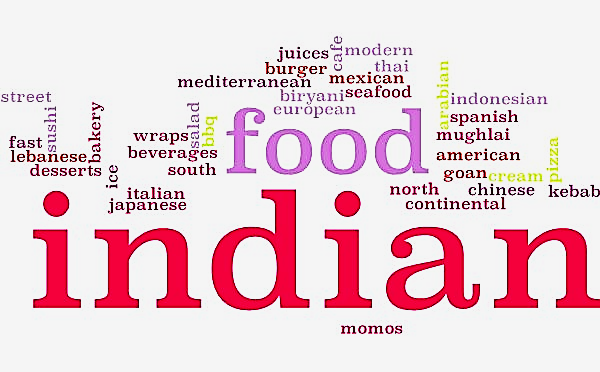 juices
cafe
modern
burger
thai
mediterranean
mexican
street
biryani
seafood
arabian
indonesian
european
sushi
bakery
salad
bbq
food
spanish
fast
wraps
mughlai
lebanese
beverages
american
pizza
desserts
ice
south
goan
cream
italian
north
chinese
kebab
japanese
continental
indian
momos